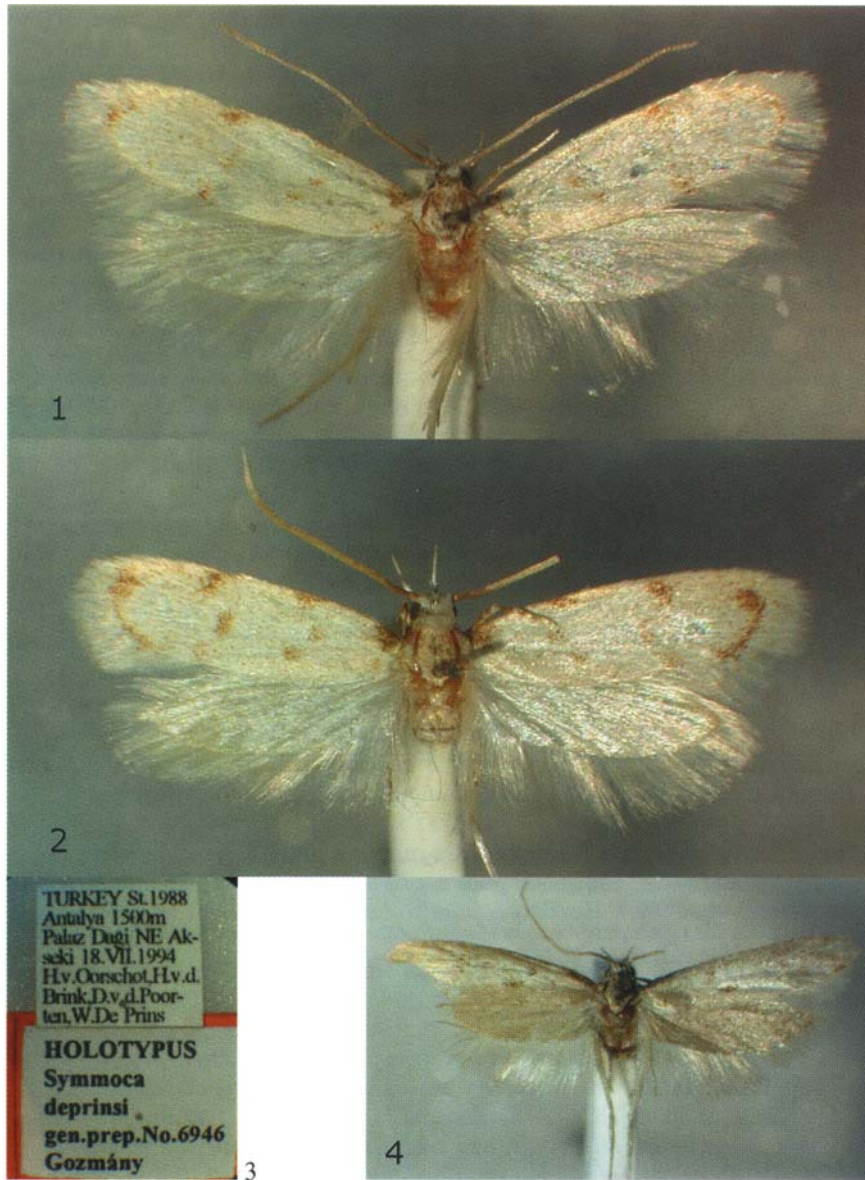 1
2
TURKEY St.1988
Antalya 1500m
Palaz Dagi NE Ak-
seki 18.VII.1994
H.v.Oorschot,H.v.d.
Brink,D.v.d.Poor-
ten,W.De Prins
HOLOTYPUS
Symmoca
deprinsi
gen.prep.No.6946
Gozmány
3
4